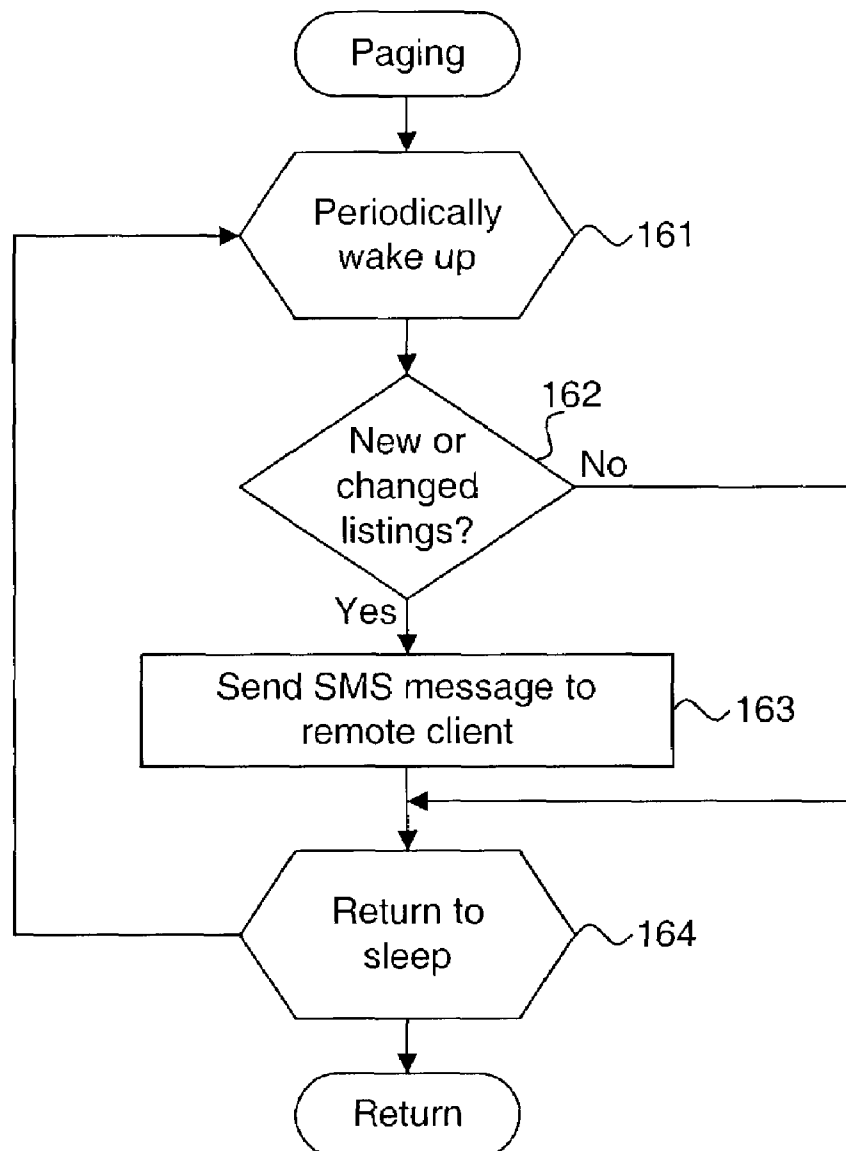 Paging
Periodically
wake up
161
162
New or
changed
listings?
No
Yes
Send SMS message to
remote client
163
Return to
sleep
164
Return